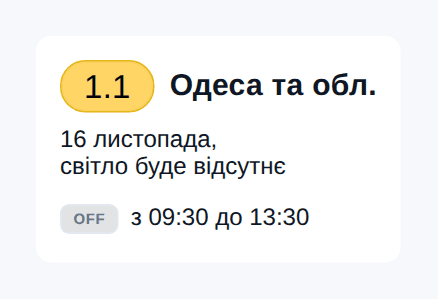 1.1 Одеса та обл.
16 листопада,
світло буде відсутнє
OFF з 09:30 до 13:30